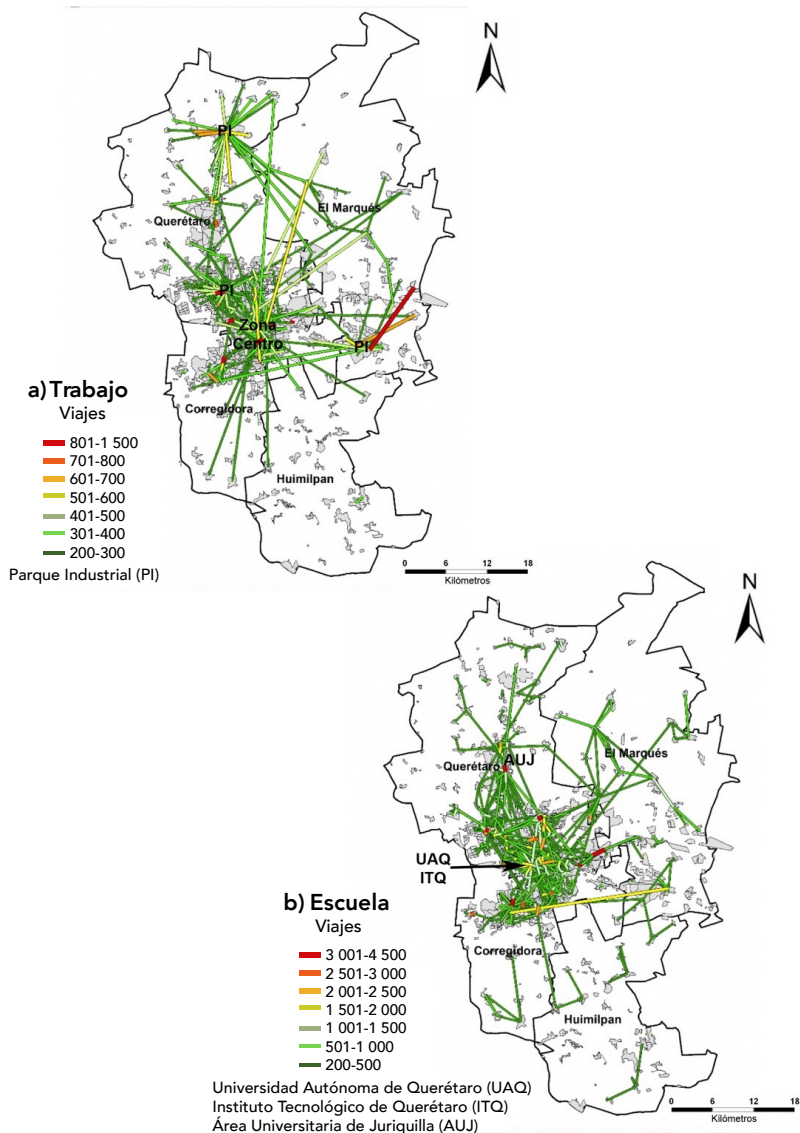 N
PI
Querétaro
El Marqués
PI
Zona
Centro
PI
a) Trabajo
Viajes
Corregidora
801-1 500
701-800
601-700
501-600
401-500
301-400
200-300
Huimilpan
Parque Industrial (PI)
0 6 12 18
Kilómetros
N
El Marqués
Querétaro
AUJ
UAQ
ITQ
b) Escuela
Viajes
Corregidora
3 001-4 500
2 501-3 000
2 001-2 500
1 501-2 000
1 001-1 500
501-1 000
200-500
Huimilpan
Universidad Autónoma de Querétaro (UAQ)
Instituto Tecnológico de Querétaro (ITQ)
Área Universitaria de Juriquilla (AUJ)
0 6 12 18
Kilómetros